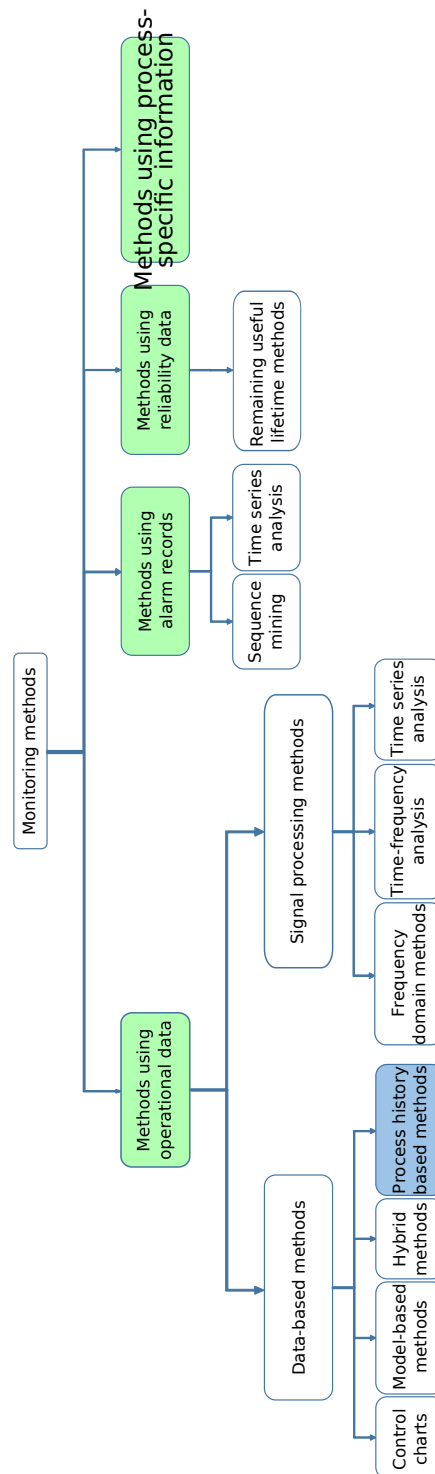 Monitoring methods
Methods using
operational data
Methods using
alarm records
Methods using
reliability data
Methods using process-
specific information
Data-based methods
Signal processing methods
Sequence
mining
Time series
analysis
Remaining useful
lifetime methods
Control
charts
Model-based
methods
Hybrid
methods
Process history
based methods
Frequency
domain methods
Time-frequency
analysis
Time series
analysis